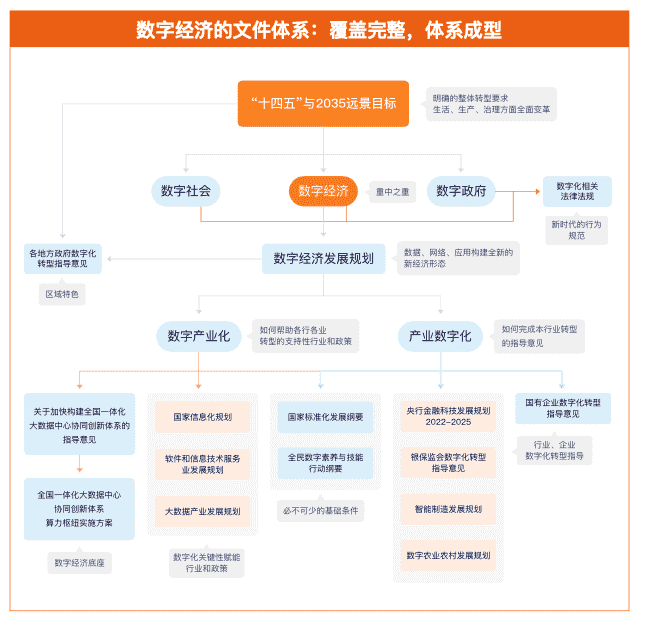 数字经济的文件体系：覆盖完整，体系成型
“十四五”与2035远景目标
明确的整体转型要求
生活、生产、治理方面全面变革
数字社会
数字经济
重中之重
数字政府
数字化相关
法律法规
新时代的行为
规范
各地方政府数字化
转型指导意见
区域特色
数字经济发展规划
数据、网络、应用构建全新的
新经济形态
数字产业化
如何帮助各行各业
转型的支持性行业和政策
产业数字化
如何完成本行业转型
的指导意见
关于加快构建全国一体化
大数据中心协同创新体系的
指导意见
全国一体化大数据中心
协同创新体系
算力枢纽实施方案
数字经济底座
国家信息化规划
软件和信息技术服务
业发展规划
大数据产业发展规划
数字化关键性赋能
行业和政策
国家标准化发展纲要
全民数字素养与技能
行动纲要
必不可少的基础条件
央行金融科技发展规划
2022–2025
银保监会数字化转型
指导意见
智能制造发展规划
数字农业农村发展规划
国有企业数字化转型
指导意见
行业、企业
数字化转型指导